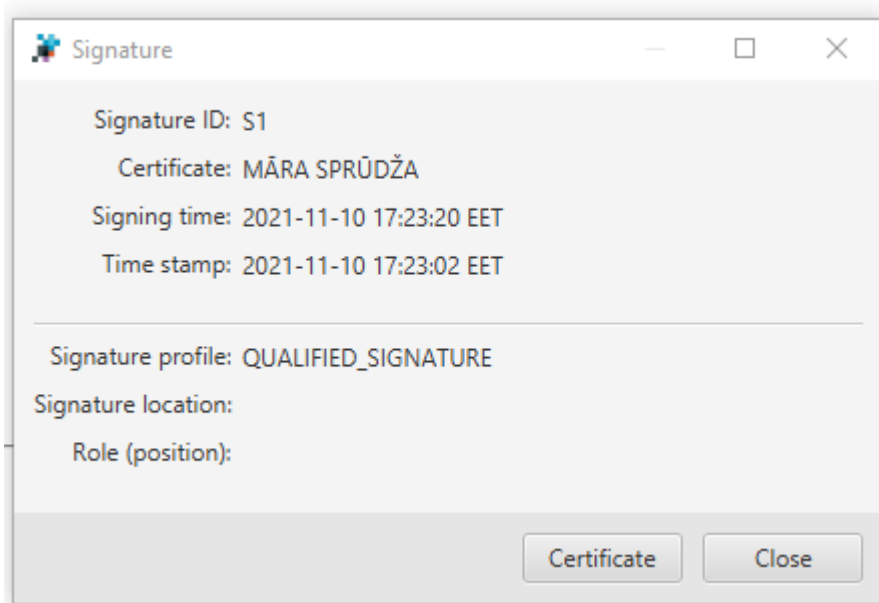 Signature
Signature ID: S1
Certificate: MĀRA SPRŪDŽA
Signing time: 2021-11-10 17:23:20 EET
Time stamp: 2021-11-10 17:23:02 EET
Signature profile: QUALIFIED_SIGNATURE
Signature location:
Role (position):
Certificate Close